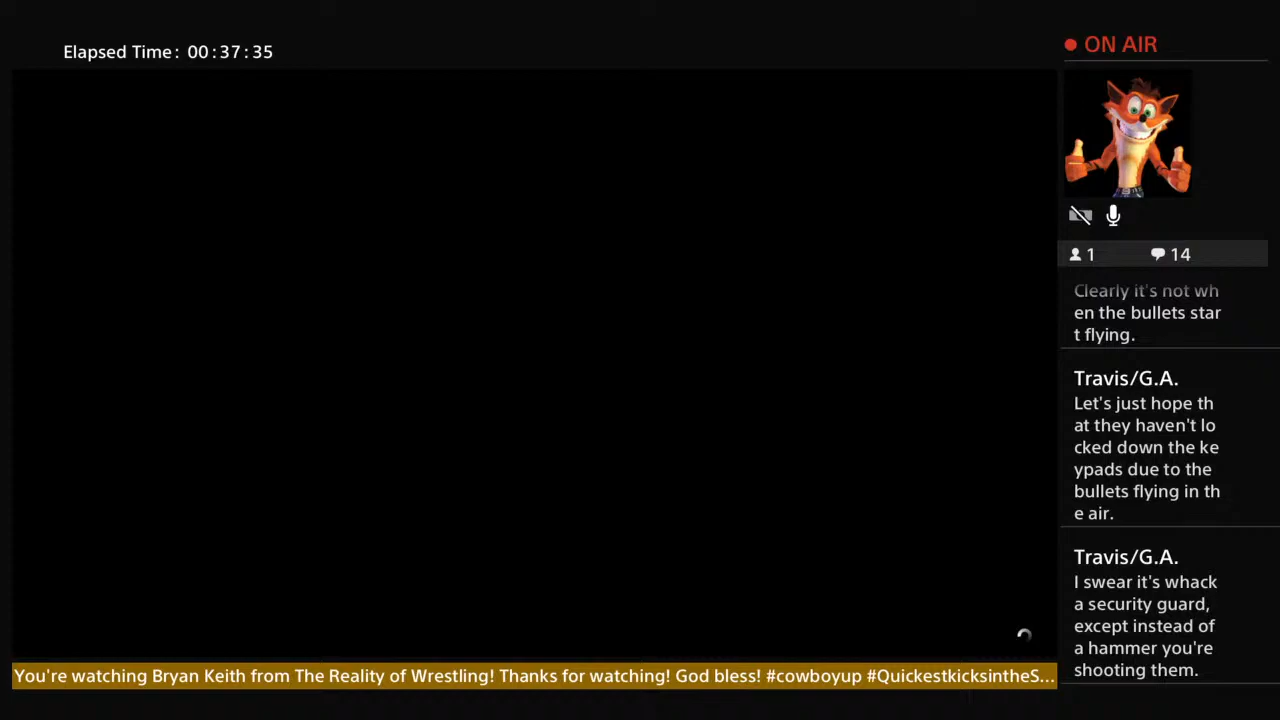 Elapsed Time: 00:37:35
ON AIR
1
14
Clearly it's not wh
en the bullets star
t flying.
Travis/G.A.
Let's just hope th
at they haven't lo
cked down the ke
ypads due to the
bullets flying in th
e air.
Travis/G.A.
I swear it's whack
a security guard,
except instead of
a hammer you're
shooting them.
You're watching Bryan Keith from The Reality of Wrestling! Thanks for watching! God bless! #cowboyup #QuickestkicksintheS...